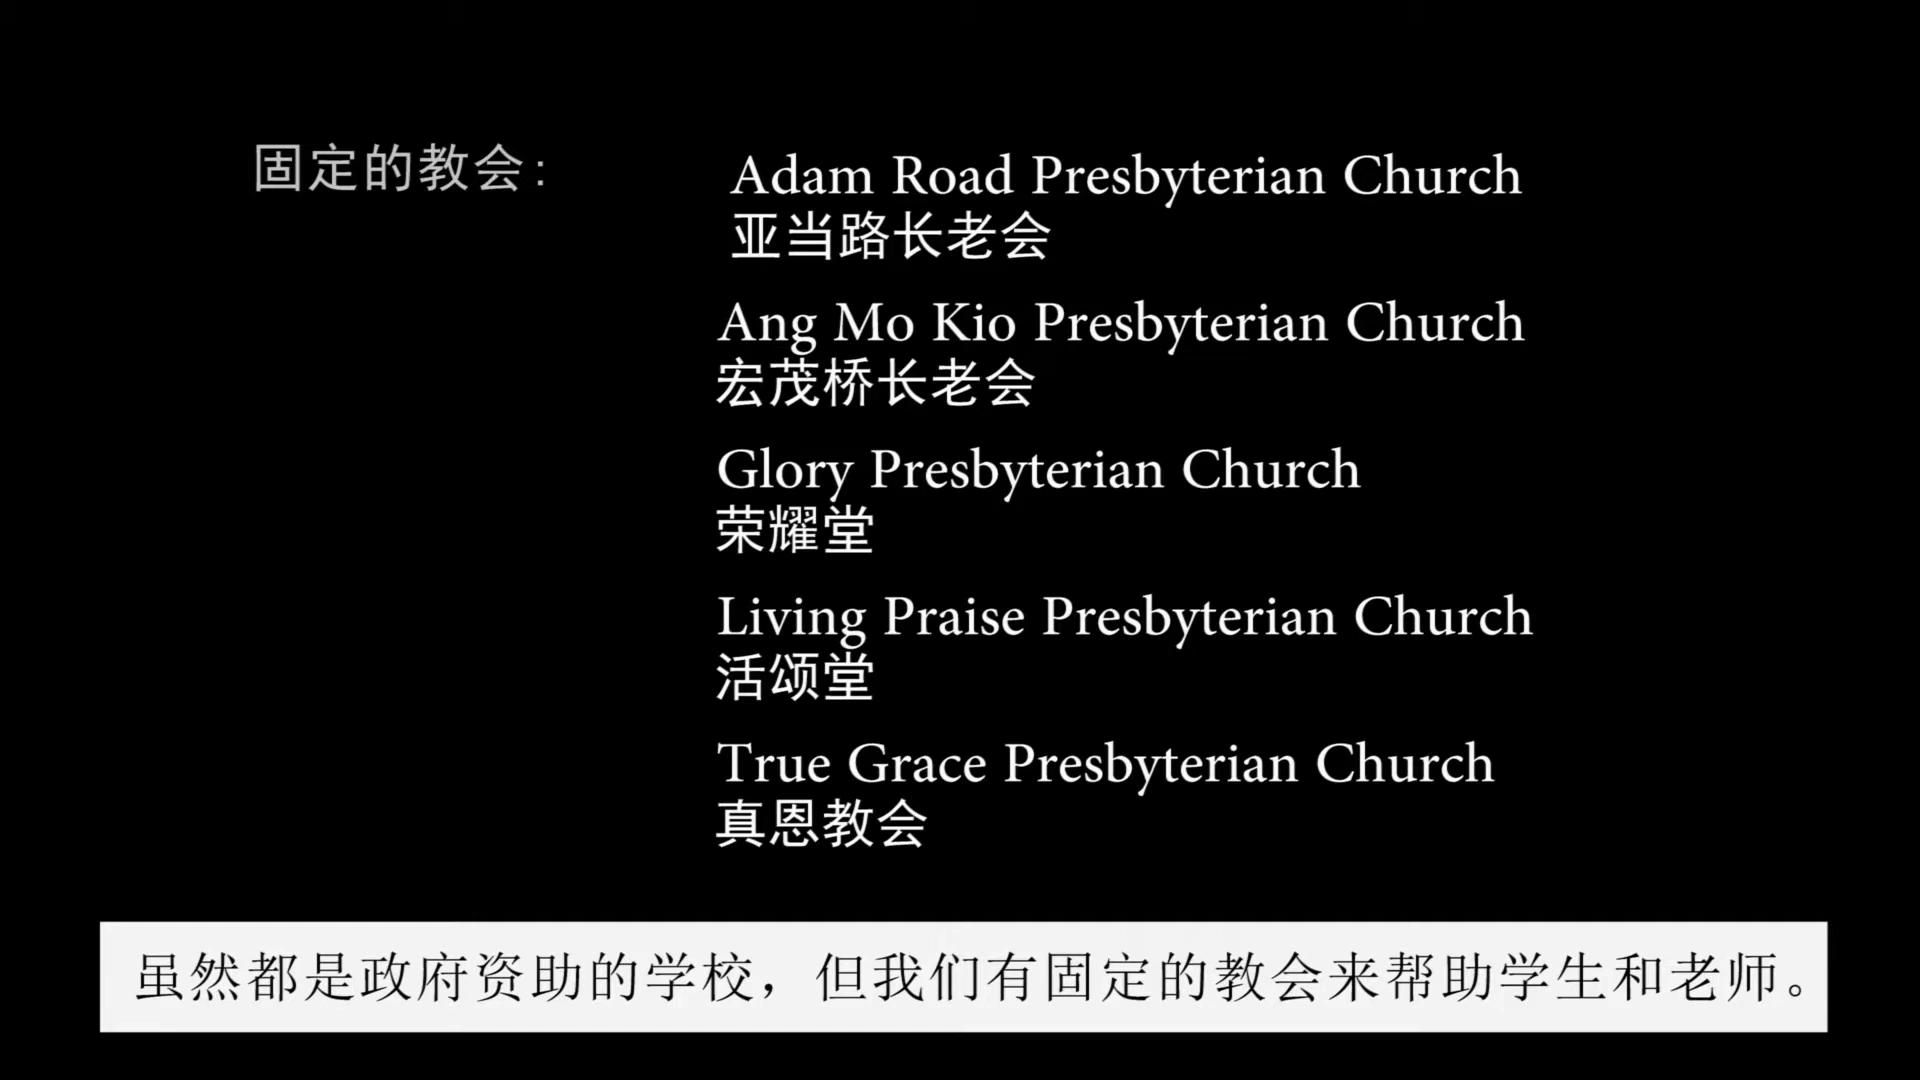 固定的教会:
Adam Road Presbyterian Church
亚当路长老会
Ang Mo Kio Presbyterian Church
宏茂桥长老会
Glory Presbyterian Church
荣耀堂
Living Praise Presbyterian Church
活颂堂
True Grace Presbyterian Church
真恩教会
虽然都是政府资助的学校，但我们有固定的教会来帮助学生和老师。